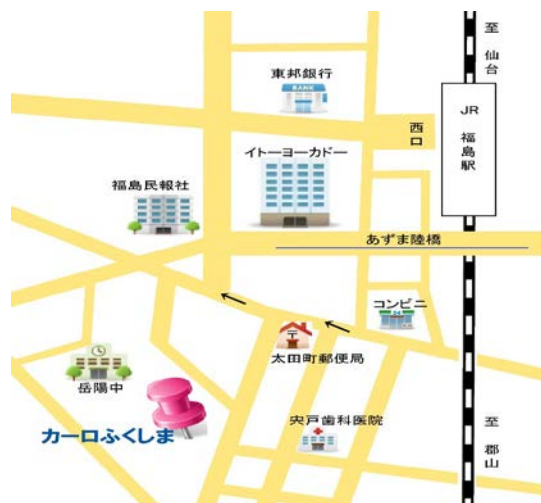 至 仙台
東邦銀行
BANK
JR 福島駅
西口
イトーヨーカドー
福島民報社
あずま陸橋
コンビニ
24
〒
太田町郵便局
岳陽中
カーロふくしま
宍戸歯科医院
至 郡山